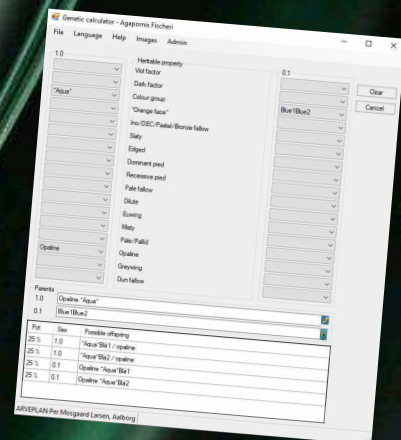 Genetic calculator - Agapornis Fischeri
File Language Help Images Admin
1.0 Heritable property 0.1
Viol factor
Dark factor
"Aqua" Colour group Blue1Blue2
"Orange face"
Ino/DEC/Pastel/Bronze fallow
Slaty
Edged
Dominant pied
Recessive pied
Pale fallow
Dilute
Euwing
Misty
Pale/Pallid
Opaline Opaline
Greywing
Dun fallow
Clear
Cancel
Parents
1.0 Opaline "Aqua"
0.1 Blue1Blue2
Pct Sex Possible offspring
25 % 1.0 "Aqua"Blå1 / opaline
25 % 1.0 "Aqua"Blå2 / opaline
25 % 0.1 Opaline "Aqua"Blå1
25 % 0.1 Opaline "Aqua"Blå2
ARVEPLAN Per Mosgaard Larsen, Aalborg